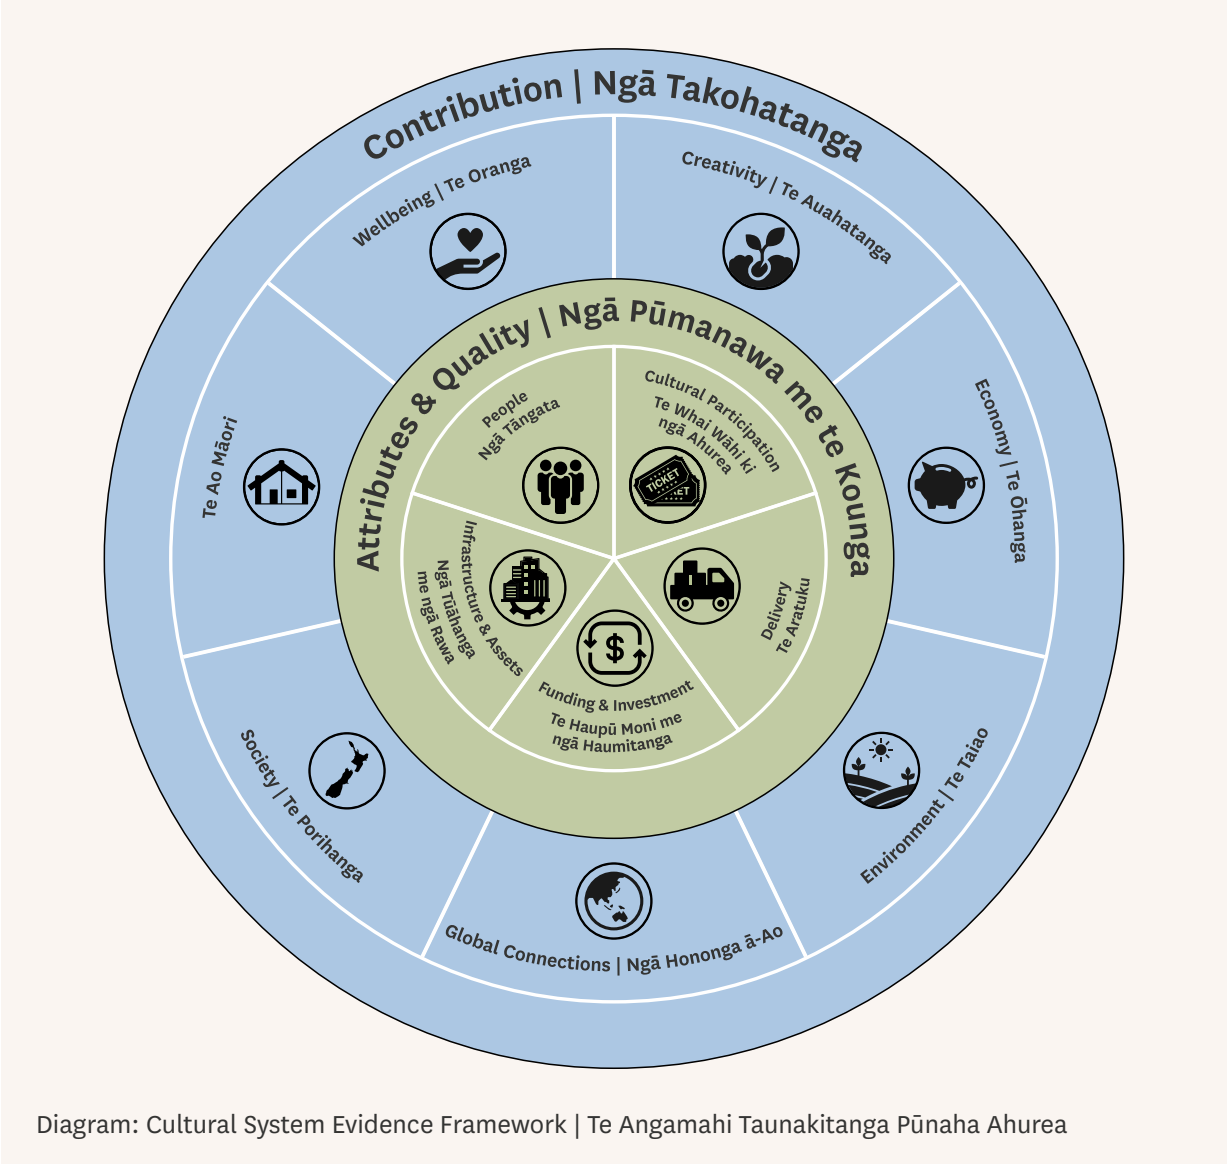 Contribution | Ngā Takohatanga
Wellbeing | Te Oranga
Creativity | Te Auahatanga
Economy | Te Ōhanga
Environment | Te Taiao
Global Connections | Ngā Hononga ā-Ao
Society | Te Porihanga
Te Ao Māori
Attributes & Quality | Ngā Pūmanawa me te Kounga
People
Ngā Tāngata
Cultural Participation
Te Whai Wāhi ki
ngā Ahurea
TICKET
KET
Delivery
Te Aratuku
$
Funding & Investment
Te Haupū Moni me
ngā Haumitanga
Infrastructure & Assets
Ngā Tūāhanga
me ngā Rawa
Diagram: Cultural System Evidence Framework | Te Angamahi Taunakitanga Pūnaha Ahurea